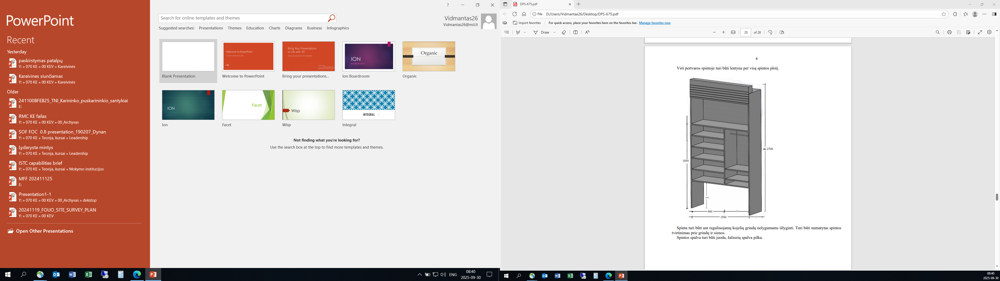 PowerPoint
Recent
Yesterday
paskirstymas patalpų
Y: » 070 KE » 00 KEV » Kareivinės
Kareivines siunčiamas
Y: » 070 KE » 00 KEV » Kareivinės
Older
241100BFEB25_TNI_Karininko_puskarininkio_santykiai
E:
RMC KE failas
Y: » 070 KE » 00 KEV » 00_Archyvas
SOF FOC 0.8 presentation_190207_Dynan
Y: » 070 KE » Teorija, kursai » Leadership
Lyderyste mintys
Y: » 070 KE » Teorija, kursai » Leadership
ISTC capabilities brief
Y: » 070 KE » Teorija, kursai » Mokymo institucijos
MFF 202411125
E:
Presentation1-1
Y: » 070 KE » 00 KEV » 00_Archyvas » dekstop
20241119_FOUO_SITE_SURVEY_PLAN
Y: » 070 KE » 00 KEV
Open Other Presentations
?
Search for online templates and themes
Vidmantas26
Vidmantas26@mil.lt
Suggested searches: Presentations Themes Education Charts Diagrams Business Infographics
Blank Presentation
Welcome to PowerPoint
Welcome to PowerPoint
Bring Your Presentations
to Life with 3D
Bring your presentations...
ION
BOARDROOM
Ion Boardroom
Organic
Organic
ION
Ion
Facet
Facet
Wisp
Wisp
INTEGRAL
Integral
Not finding what you're looking for?
Use the search box at the top to find more templates and themes.
ENG
08:40
2025-09-30
DPS-675.pdf
File D:/Users/Vidmantas26/Desktop/DPS-675.pdf
Import favorites
For quick access, place your favorites here on the favorites bar. Manage favorites now
Draw
20 of 28
4
Virš pertvaros spintoje turi būti lentyna per visą spintos plotį.
iki 2700
1850
900
1500
Spinta turi būti ant reguliuojamų kojelių grindų nelygumams išlyginti. Turi būti numatytas spintos
tvirtinimas prie grindų ir sienos.
Spintos spalva turi būti juoda, žaliuzių spalva pilka.
08:40
2025-09-30